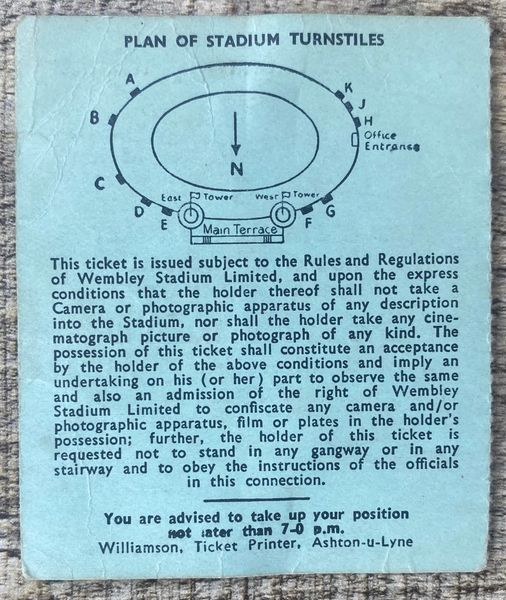 PLAN OF STADIUM TURNSTILES
A
K
J
B
H
Office
Entrance
N
C
East Tower
West Tower
D
E
F
G
Main Terrace
This ticket is issued subject to the Rules and Regulations
of Wembley Stadium Limited, and upon the express
conditions that the holder thereof shall not take a
Camera or photographic apparatus of any description
into the Stadium, nor shall the holder take any cine-
matograph picture or photograph of any kind. The
possession of this ticket shall constitute an acceptance
by the holder of the above conditions and imply an
undertaking on his (or her) part to observe the same
and also an admission of the right of Wembley
Stadium Limited to confiscate any camera and/or
photographic apparatus, film or plates in the holder's
possession; further, the holder of this ticket is
requested not to stand in any gangway or in any
stairway and to obey the instructions of the officials
in this connection.
You are advised to take up your position
not later than 7-0 p.m.
Williamson, Ticket Printer, Ashton-u-Lyne